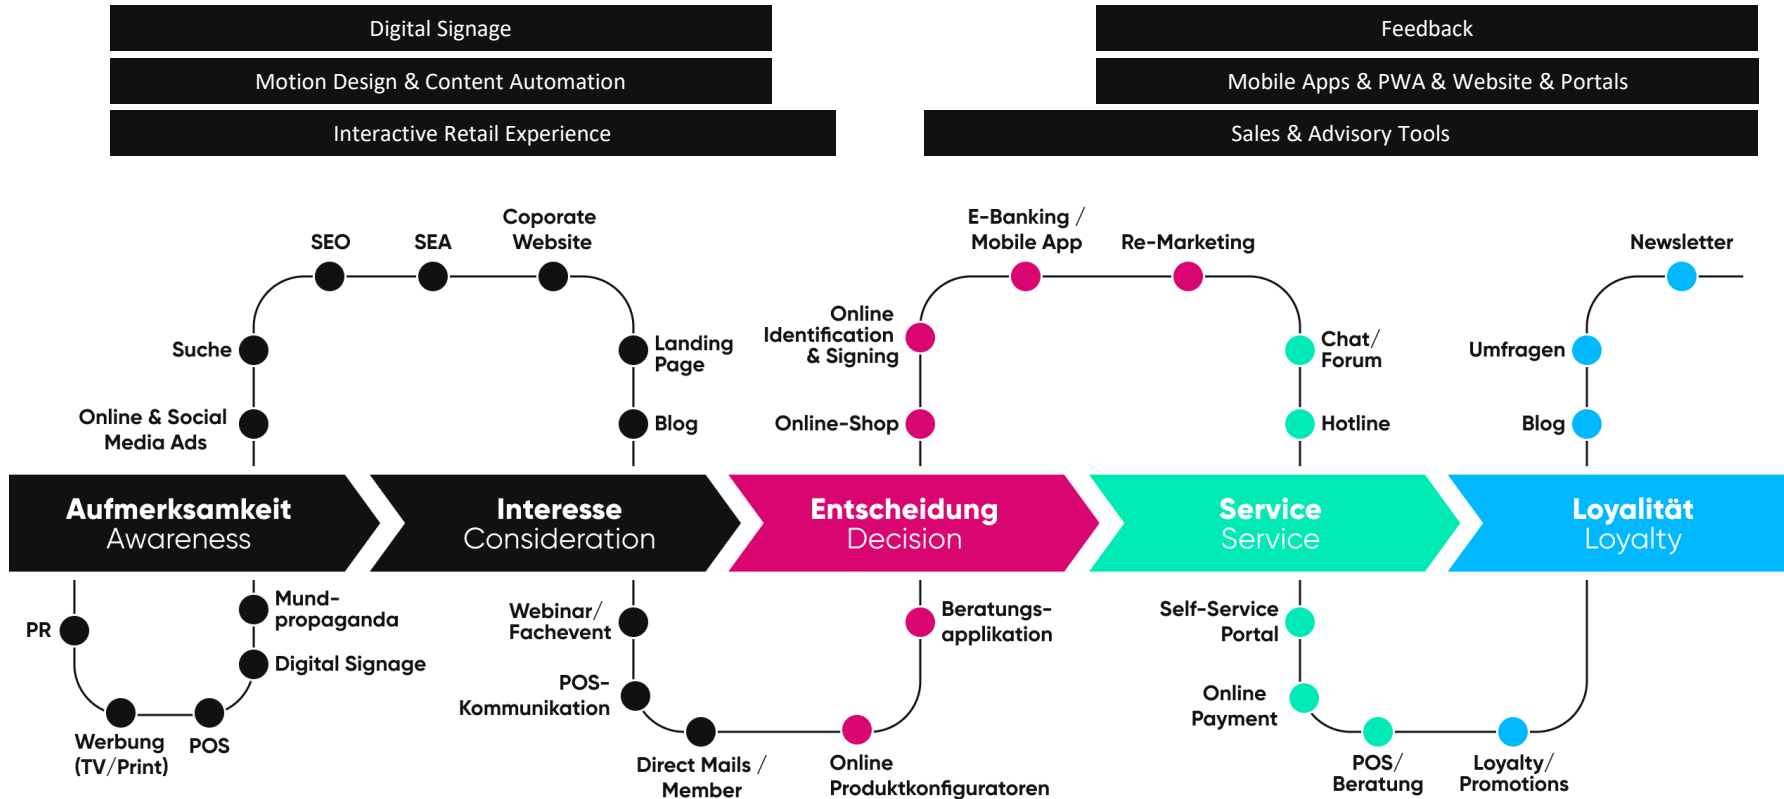 Digital Signage
Feedback
Motion Design & Content Automation
Mobile Apps & PWA & Website & Portals
Interactive Retail Experience
Sales & Advisory Tools
SEO
SEA
Coporate
Website
E-Banking /
Mobile App
Re-Marketing
Newsletter
Suche
Landing
Page
Online
Identification
& Signing
Chat/
Forum
Umfragen
Online & Social
Media Ads
Blog
Online-Shop
Hotline
Blog
Aufmerksamkeit
Awareness
Interesse
Consideration
Entscheidung
Decision
Service
Service
Loyalität
Loyalty
PR
Mund-
propaganda
Digital Signage
Werbung
(TV/Print)
POS
Webinar/
Fachevent
POS-
Kommunikation
Direct Mails /
Member
Online
Produktkonfiguratoren
Beratungs-
applikation
Self-Service
Portal
Online
Payment
POS/
Beratung
Loyalty/
Promotions